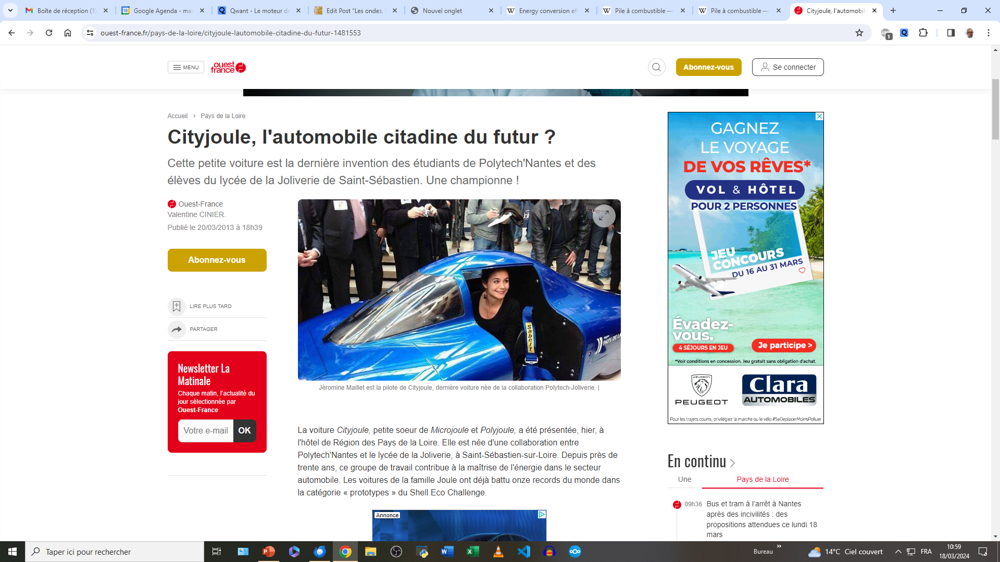 Boîte de réception (1)
Google Agenda - ma
Qwant - Le moteur de
Edit Post “Les ondes,
Nouvel onglet
Energy conversion ef
Pile à combustible —
Pile à combustible —
Cityjoule, l'automobil
ouest-france.fr/pays-de-la-loire/cityjoule-lautomobile-citadine-du-futur-1481553
1
MENU
ouest
france
Abonnez-vous
Se connecter
Accueil > Pays de la Loire
Cityjoule, l'automobile citadine du futur ?
Cette petite voiture est la dernière invention des étudiants de Polytech'Nantes et des
élèves du lycée de la Joliverie de Saint-Sébastien. Une championne !
Ouest-France
Valentine CINIER.
Publié le 20/03/2013 à 18h39
Abonnez-vous
LIRE PLUS TARD
PARTAGER
Newsletter La
Matinale
Chaque matin, l'actualité du
jour sélectionnée par
Ouest-France
Votre e-mail
OK
Sabelt
PAYS DE LA
Jéromine Maillet est la pilote de Cityjoule, dernière voiture née de la collaboration Polytech-Joliverie. |
La voiture Cityjoule, petite soeur de Microjoule et Polyjoule, a été présentée, hier, à
l'hôtel de Région des Pays de la Loire. Elle est née d'une collaboration entre
Polytech'Nantes et le lycée de la Joliverie, à Saint-Sébastien-sur-Loire. Depuis près de
trente ans, ce groupe de travail contribue à la maîtrise de l'énergie dans le secteur
automobile. Les voitures de la famille Joule ont déjà battu onze records du monde dans
la catégorie « prototypes » du Shell Eco Challenge.
Annonce
GAGNEZ
LE VOYAGE
DE VOS RÊVES*
VOL & HÔTEL
POUR 2 PERSONNES
JEU
CONCOURS
DU 16 AU 31 MARS
Évadez-
vous.
4 SÉJOURS EN JEU
Je participe >
*Voir conditions en concession. Jeu gratuit sans obligation d'achat.
PEUGEOT
Clara
AUTOMOBILES
Pour les trajets courts, privilégiez la marche ou le vélo #SeDeplacerMoinsPolluer
En continu >
Une
Pays de la Loire
09h36 Bus et tram à l'arrêt à Nantes
après des incivilités : des
propositions attendues ce lundi 18
mars
Taper ici pour rechercher
Bureau
14°C Ciel couvert
FRA
10:59
18/03/2024